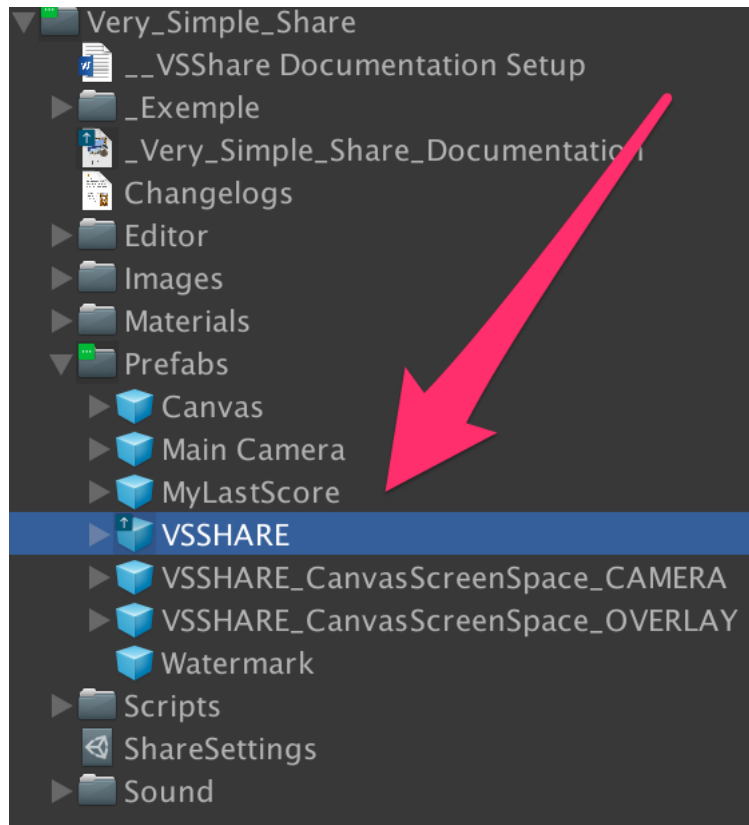 Very_Simple_Share
__VSShare Documentation Setup
_Exemple
_Very_Simple_Share_Documentation
Changelogs
Editor
Images
Materials
Prefabs
Canvas
Main Camera
MyLastScore
VSSHARE
VSSHARE_CanvasScreenSpace_CAMERA
VSSHARE_CanvasScreenSpace_OVERLAY
Watermark
Scripts
ShareSettings
Sound